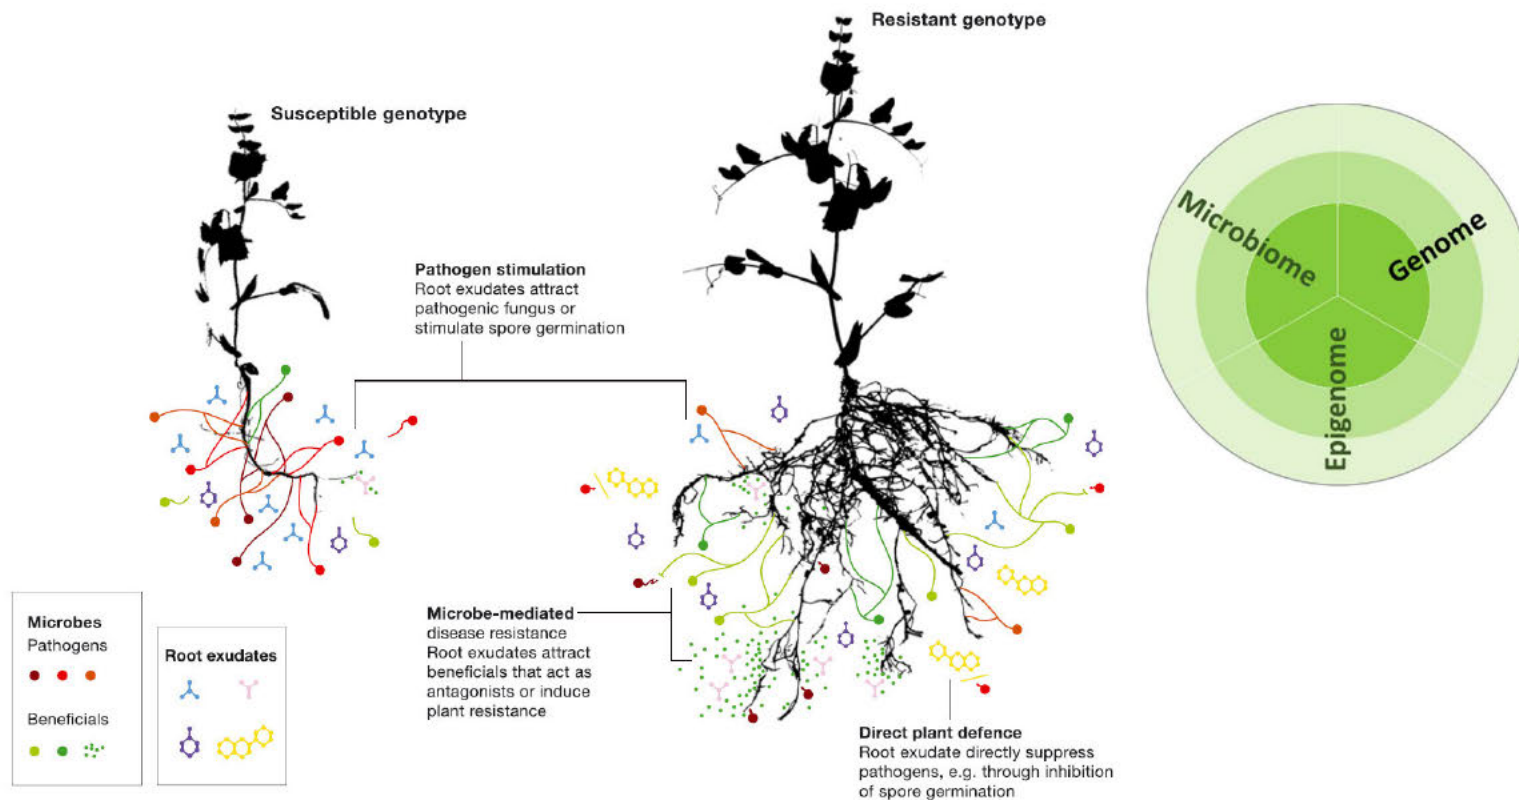 Resistant genotype
Susceptible genotype
Pathogen stimulation
Root exudates attract
pathogenic fungus or
stimulate spore germination
Microbiome
Genome
Epigenome
Microbes
Pathogens
Beneficials
Root exudates
Microbe-mediated
disease resistance
Root exudates attract
beneficials that act as
antagonists or induce
plant resistance
Direct plant defence
Root exudate directly suppress
pathogens, e.g. through inhibition
of spore germination